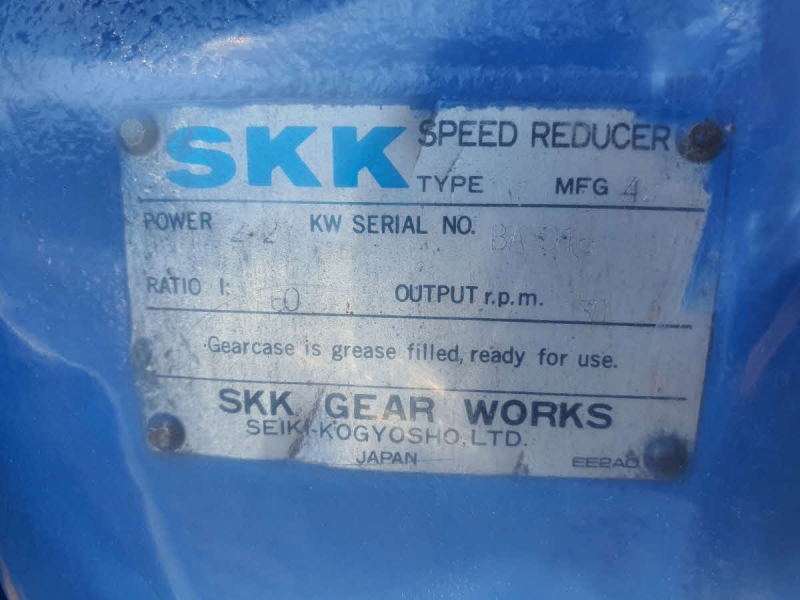 SKK SPEED REDUCER
TYPE MFG 4
POWER 2.2 KW SERIAL NO.
RATIO 1: 60 OUTPUT r.p.m.
Gearcase is grease filled, ready for use.
SKK GEAR WORKS
SEIKI-KOGYOSHO, LTD.
JAPAN EE2AD